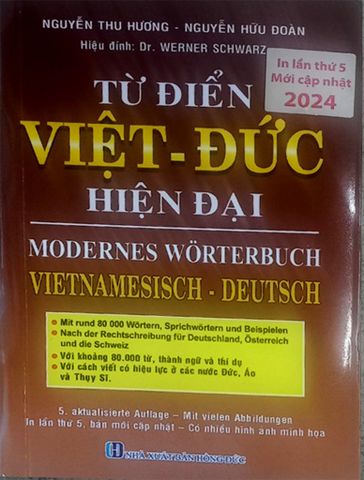 NGUYỄN THU HƯƠNG - NGUYỄN HỮU ĐOÀN
Hiệu đính: Dr. WERNER SCHWARZ
In lần thứ 5
Mới cập nhật
2024
TỪ ĐIỂN
VIỆT - ĐỨC
HIỆN ĐẠI
MODERNES WÖRTERBUCH
VIETNAMESISCH - DEUTSCH
Mit rund 80 000 Wörtern, Sprichwörtern und Beispielen
Nach der Rechtschreibung für Deutschland, Österreich
und die Schweiz
Với khoảng 80.000 từ, thành ngữ và thí dụ
Với cách viết có hiệu lực ở các nước Đức, Áo
và Thụy Sĩ.
5. aktualisierte Auflage - Mit vielen Abbildungen
In lần thứ 5, bản mới cập nhật - Có nhiều hình ảnh minh họa
NHÀ XUẤT BẢN HỒNG ĐỨC